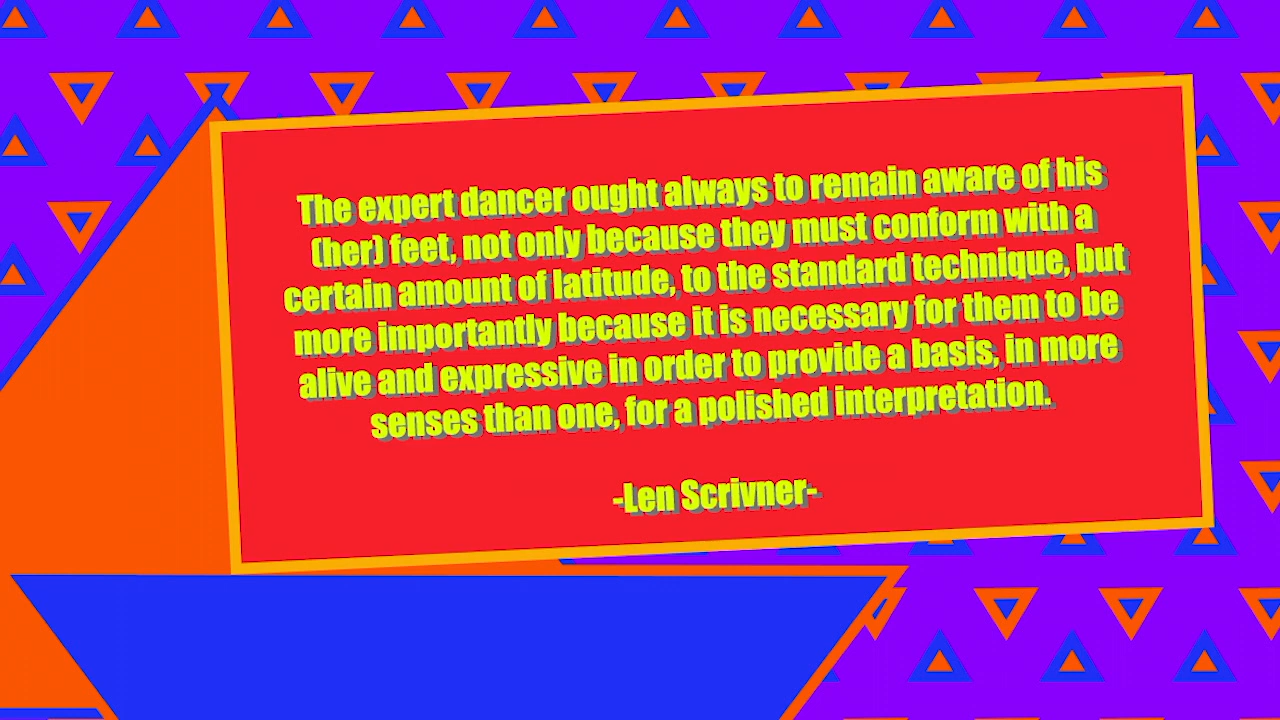 The expert dancer ought always to remain aware of his
(her) feet, not only because they must conform with a
certain amount of latitude, to the standard technique, but
more importantly because it is necessary for them to be
alive and expressive in order to provide a basis, in more
senses than one, for a polished interpretation.
-Len Scrivner-